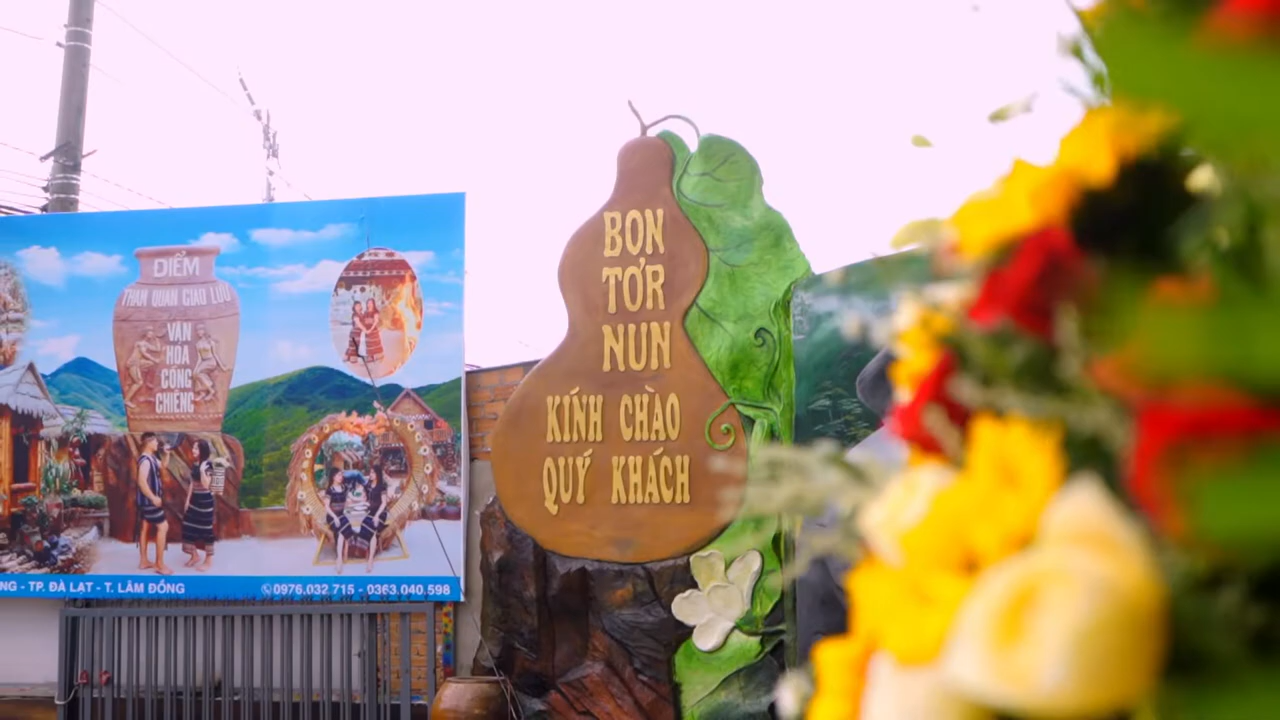 ĐIỂM
THAM QUAN GIAO LƯU
VĂN
HÓA
CỒNG
CHIÊNG
NG - TP. ĐÀ LẠT - T. LÂM ĐỒNG
0976.032.715 - 0363.040.598
BON
TƠR
NUN
KÍNH CHÀO
QUÝ KHÁCH